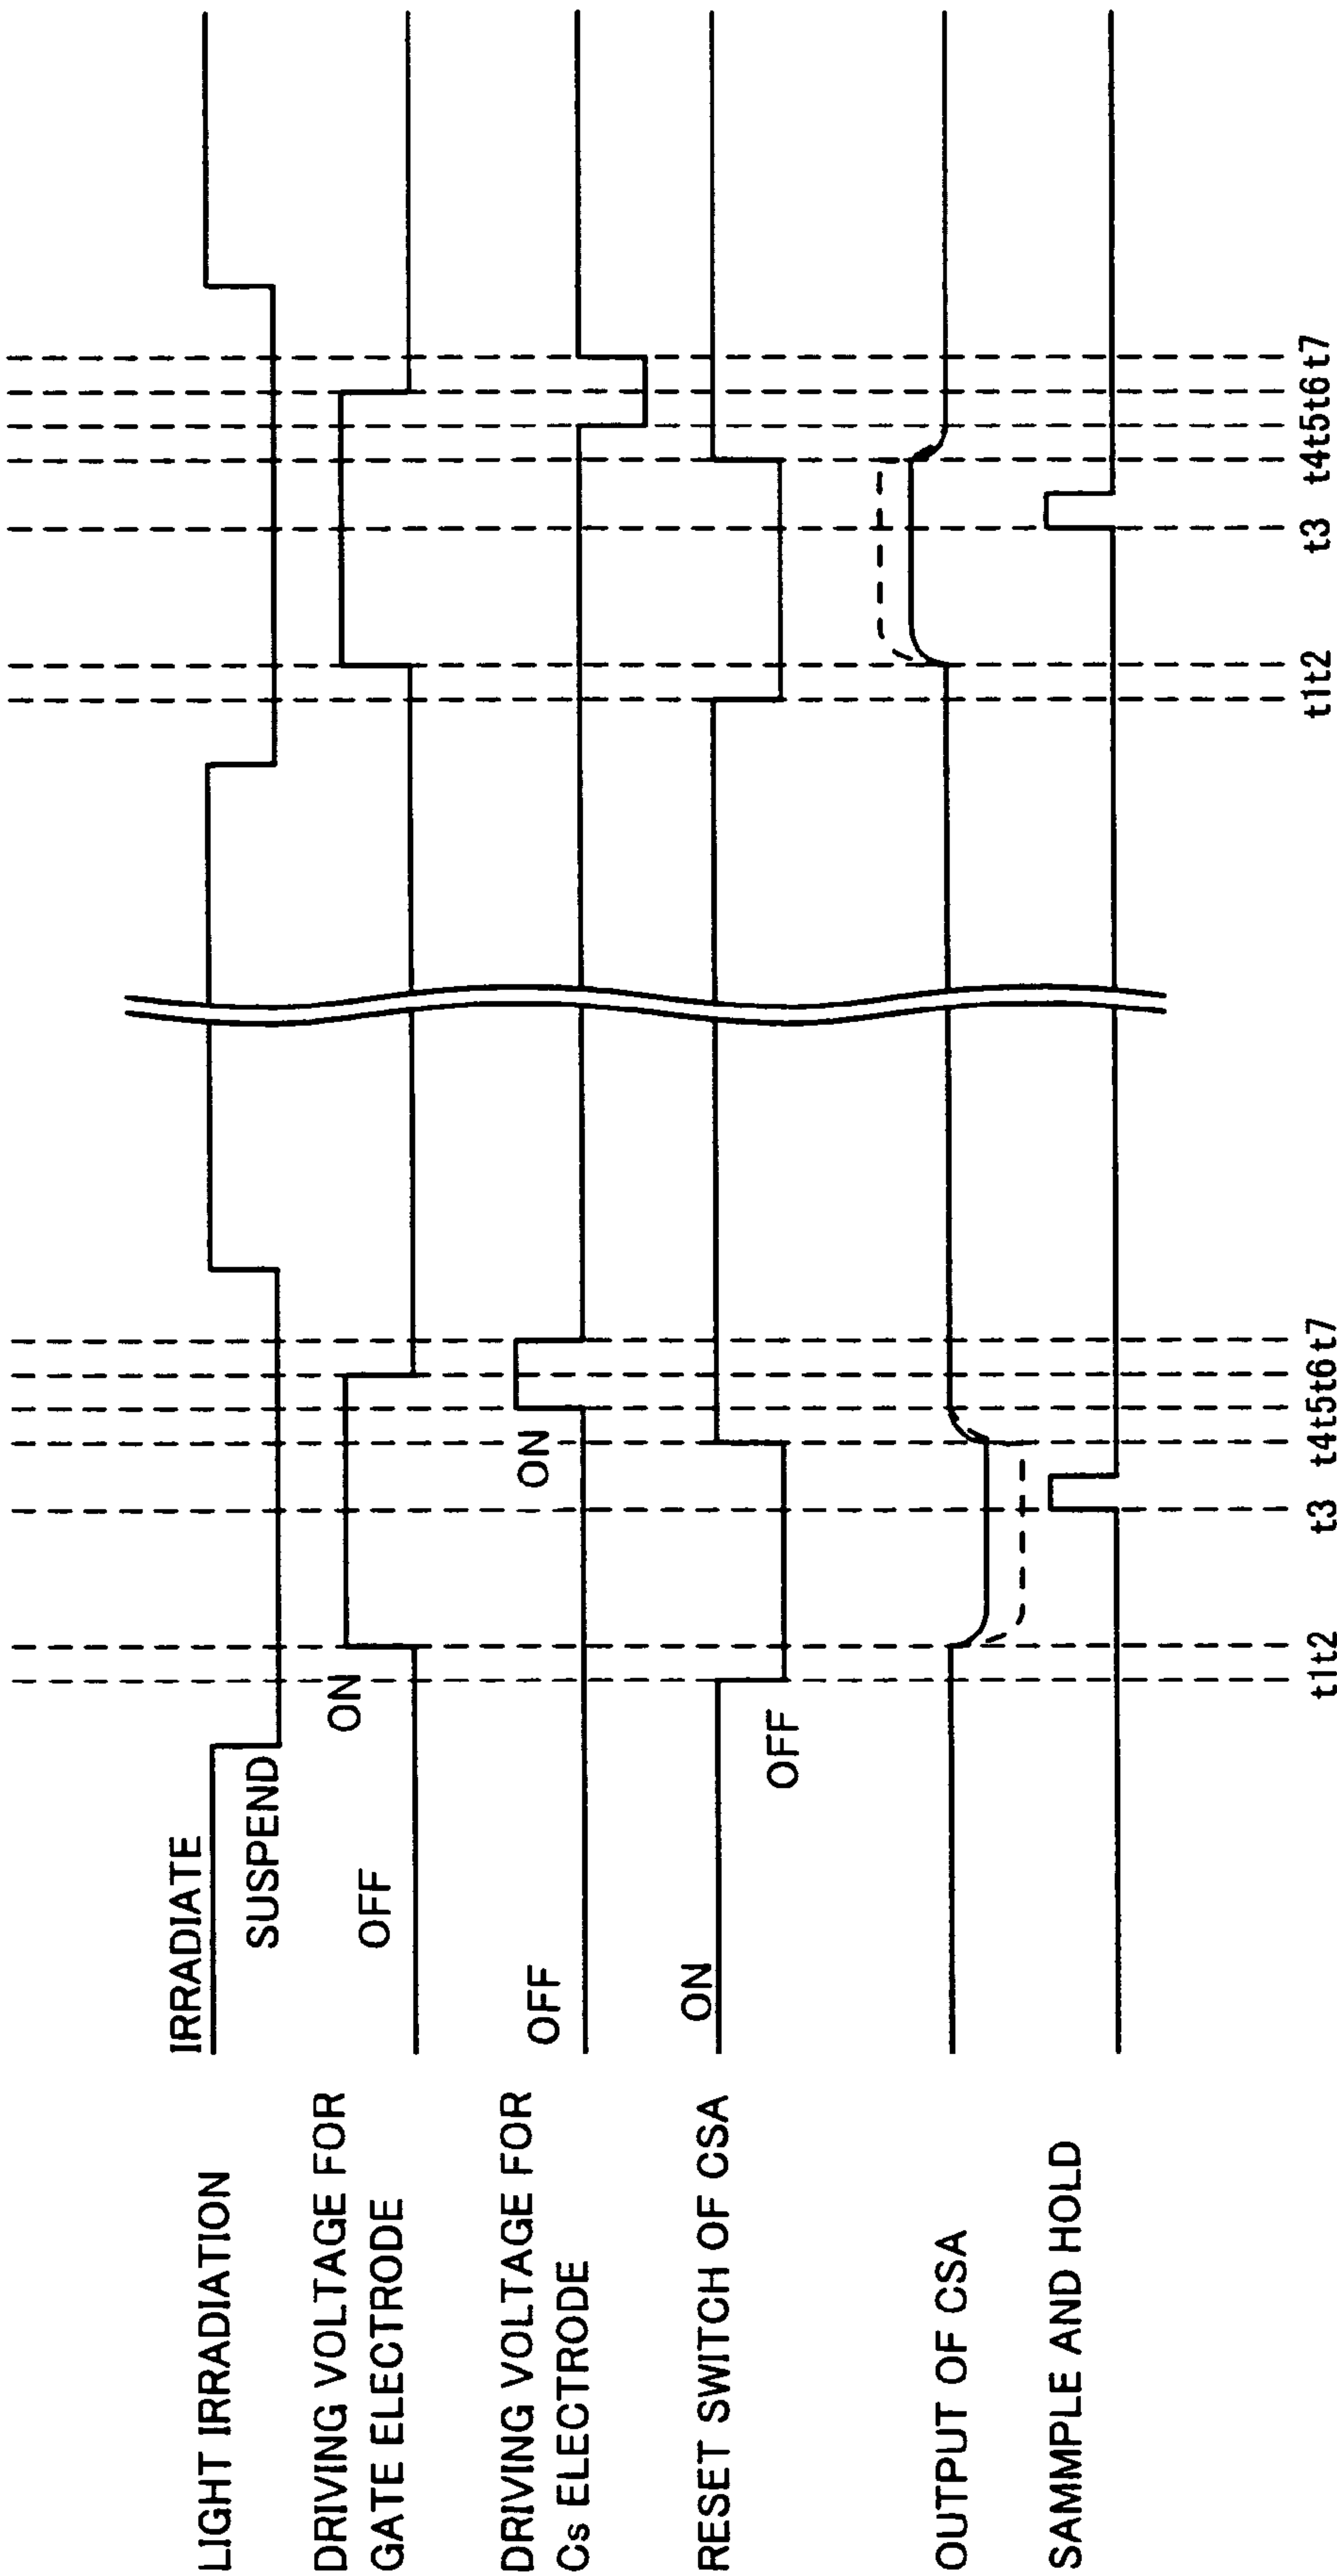 LIGHT IRRADIATION
IRRADIATE
SUSPEND
DRIVING VOLTAGE FOR
GATE ELECTRODE
OFF
ON
DRIVING VOLTAGE FOR
Cs ELECTRODE
OFF
ON
RESET SWITCH OF CSA
ON
OFF
OUTPUT OF CSA
SAMMPLE AND HOLD
t1t2 t3 t4t5t6t7 t1t2 t3 t4t5t6t7